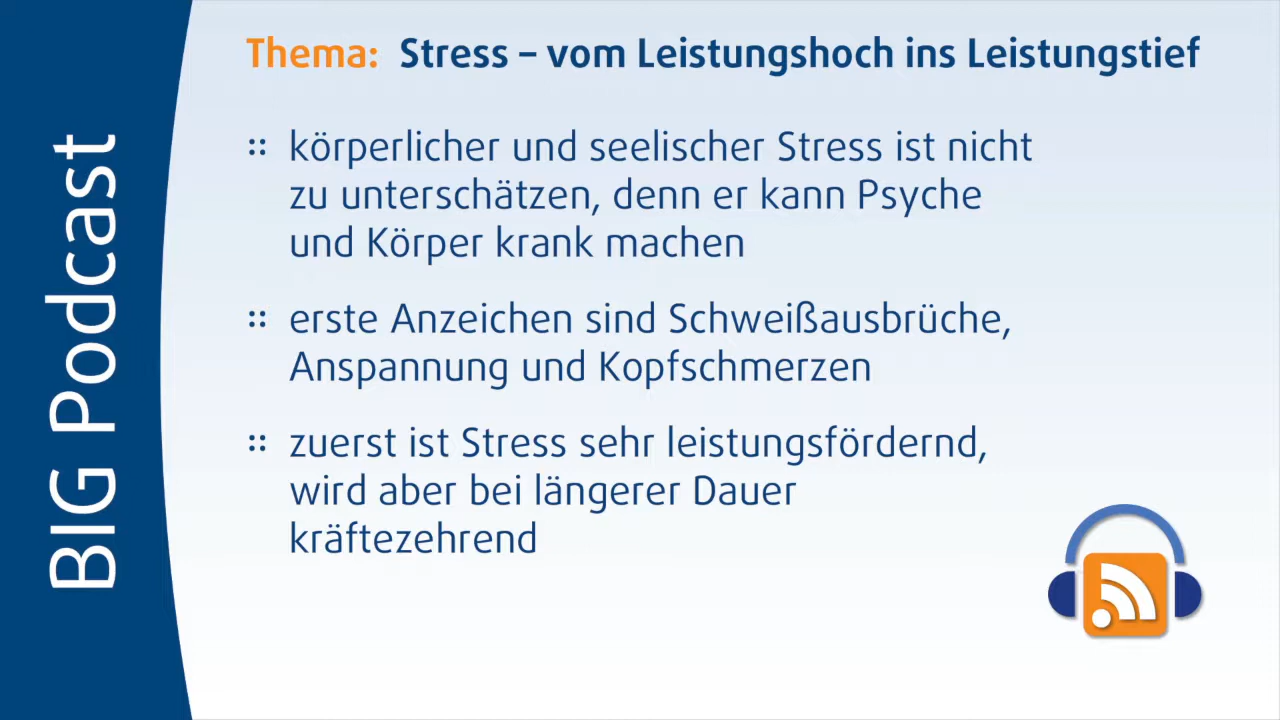 BIG Podcast
Thema: Stress – vom Leistungshoch ins Leistungstief
:: körperlicher und seelischer Stress ist nicht
zu unterschätzen, denn er kann Psyche
und Körper krank machen
:: erste Anzeichen sind Schweißausbrüche,
Anspannung und Kopfschmerzen
:: zuerst ist Stress sehr leistungsfördernd,
wird aber bei längerer Dauer
kräftezehrend